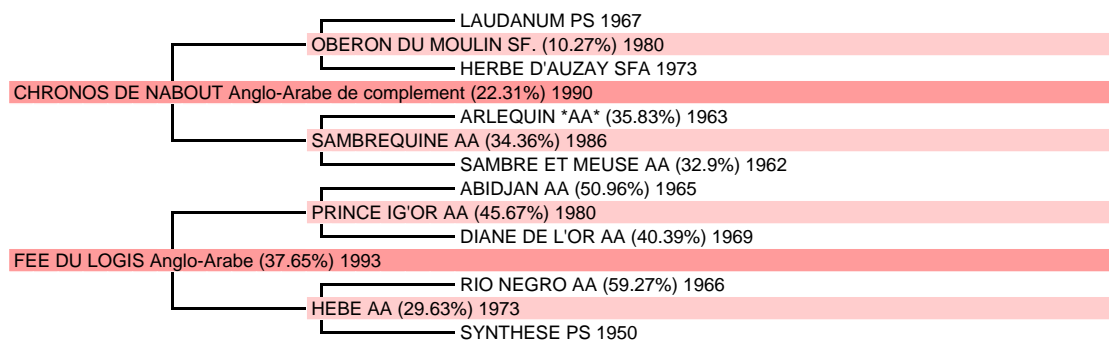 LAUDANUM PS 1967
OBERON DU MOULIN SF. (10.27%) 1980
HERBE D'AUZAY SFA 1973
CHRONOS DE NABOUT Anglo-Arabe de complement (22.31%) 1990
ARLEQUIN *AA* (35.83%) 1963
SAMBREQUINE AA (34.36%) 1986
SAMBRE ET MEUSE AA (32.9%) 1962
ABIDJAN AA (50.96%) 1965
PRINCE IG'OR AA (45.67%) 1980
DIANE DE L'OR AA (40.39%) 1969
FEE DU LOGIS Anglo-Arabe (37.65%) 1993
RIO NEGRO AA (59.27%) 1966
HEBE AA (29.63%) 1973
SYNTHESE PS 1950